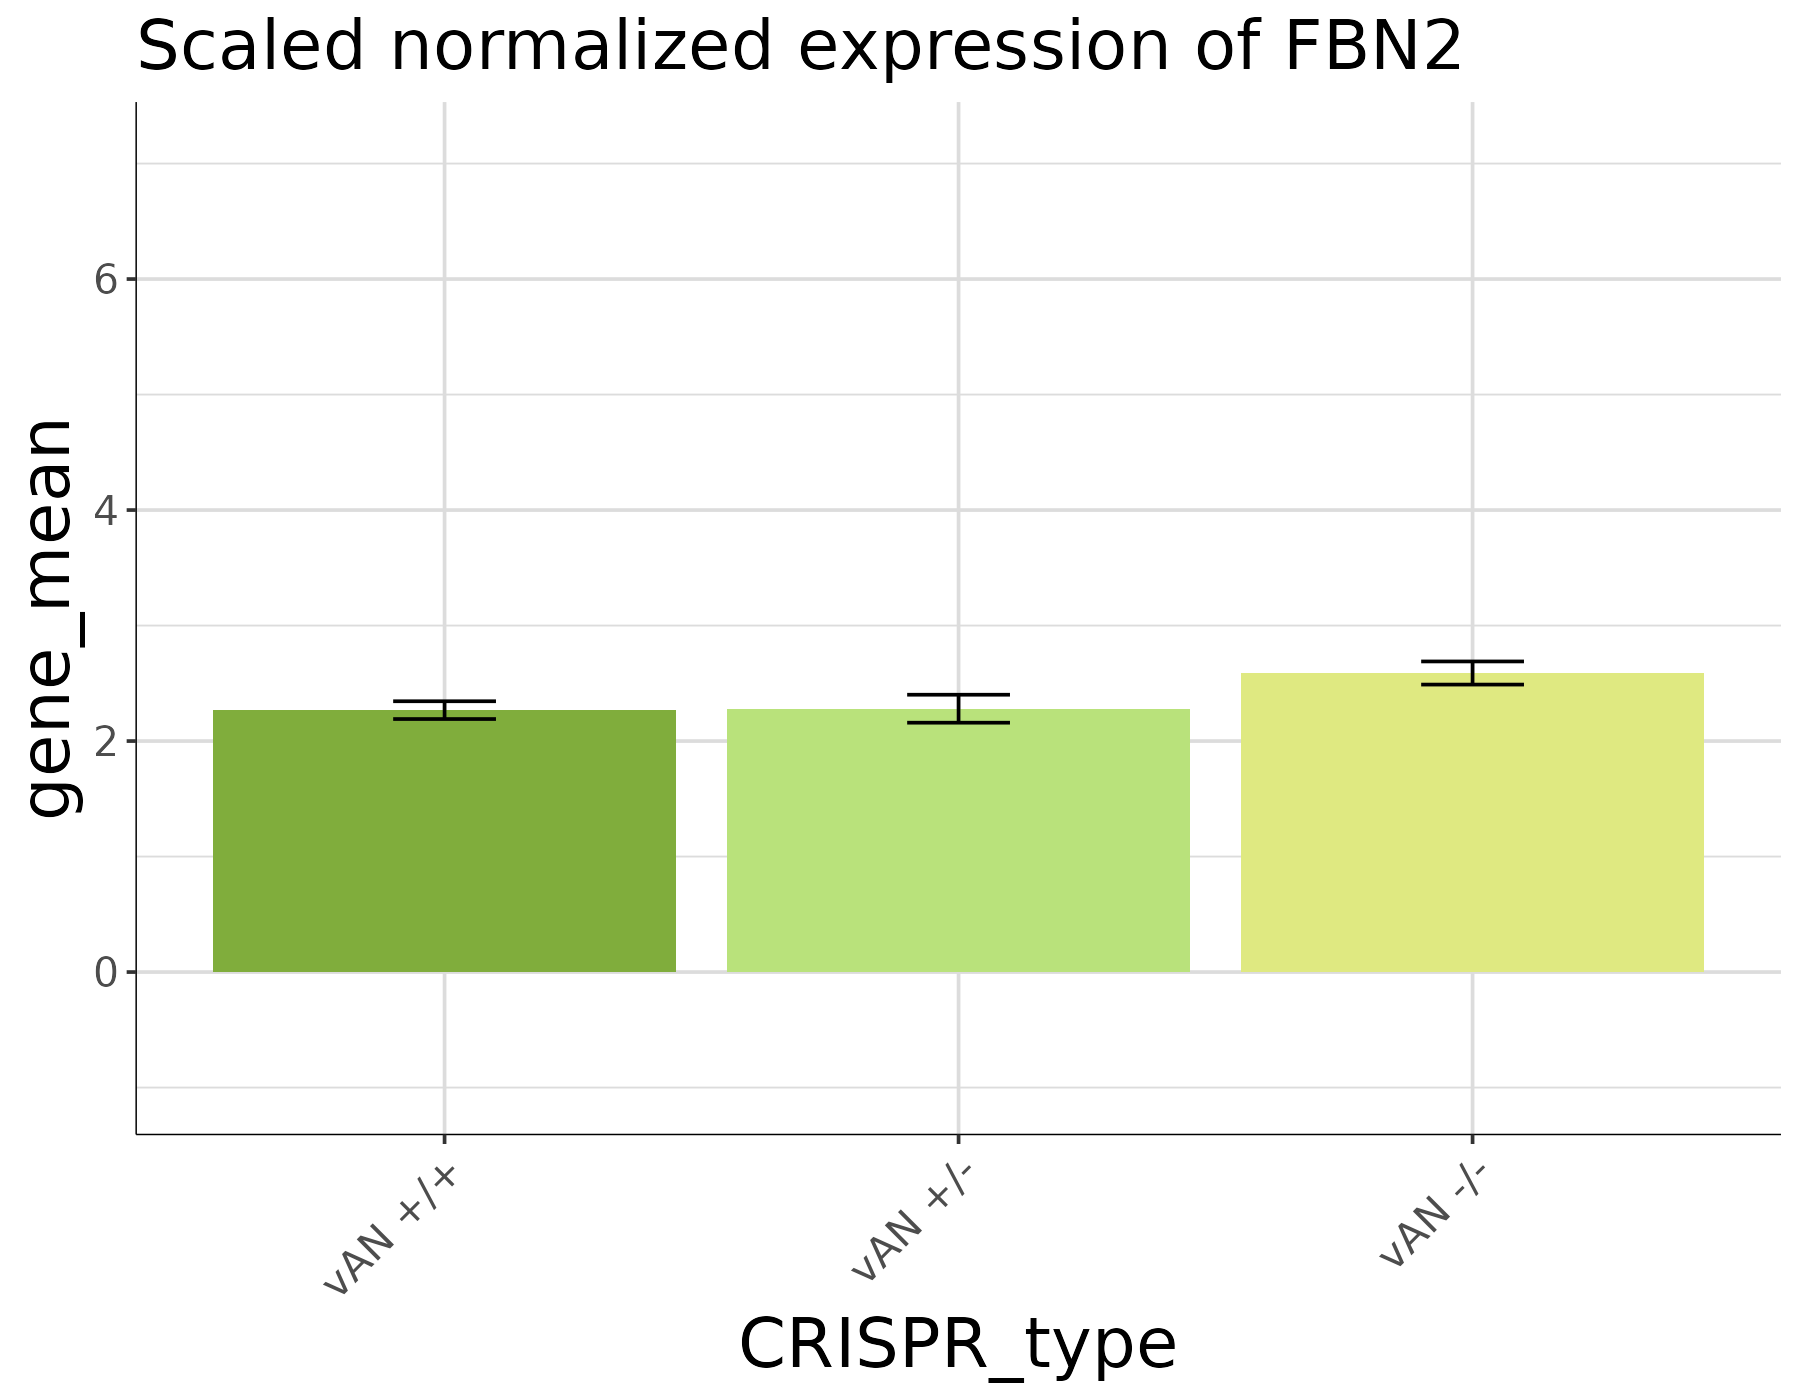 Scaled normalized expression of FBN2
gene_mean
6
4
2
0
vAN +/+
vAN +/-
vAN -/-
CRISPR_type